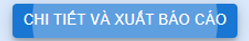 CHI TIẾT VÀ XUẤT BÁO CÁO